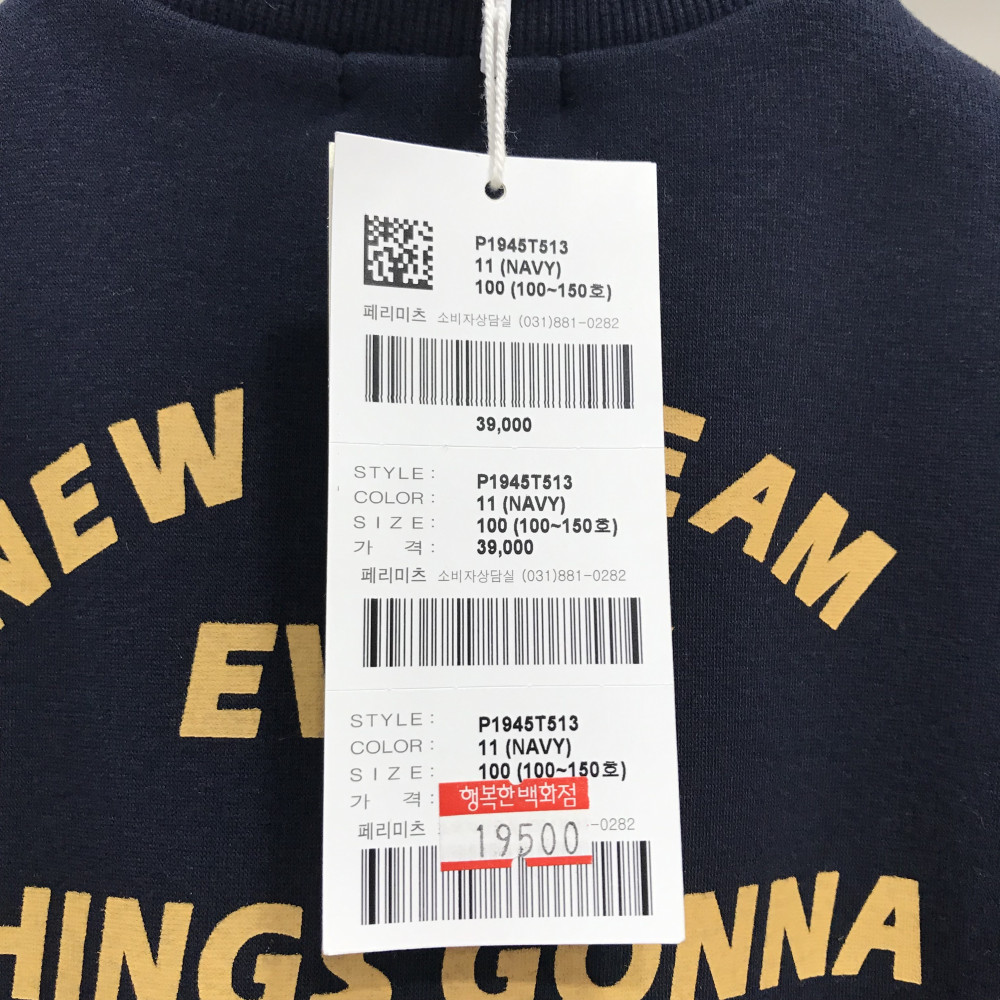 P1945T513
11 (NAVY)
100 (100~150호)
페리미츠 소비자상담실 (031)881-0282
39,000
STYLE: P1945T513
COLOR: 11 (NAVY)
SIZE: 100 (100~150호)
가 격: 39,000
페리미츠 소비자상담실 (031)881-0282
STYLE: P1945T513
COLOR: 11 (NAVY)
SIZE: 100 (100~150호)
가 격: 행복한백화점
페리미츠 19500 -0282
NEW EAM
EV
HINGS GONNA